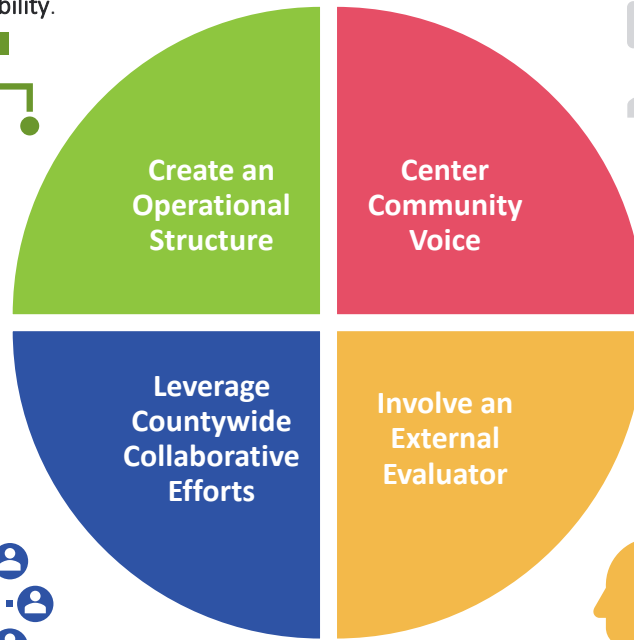 bility.
Create an
Operational
Structure
Center
Community
Voice
Leverage
Countywide
Collaborative
Efforts
Involve an
External
Evaluator